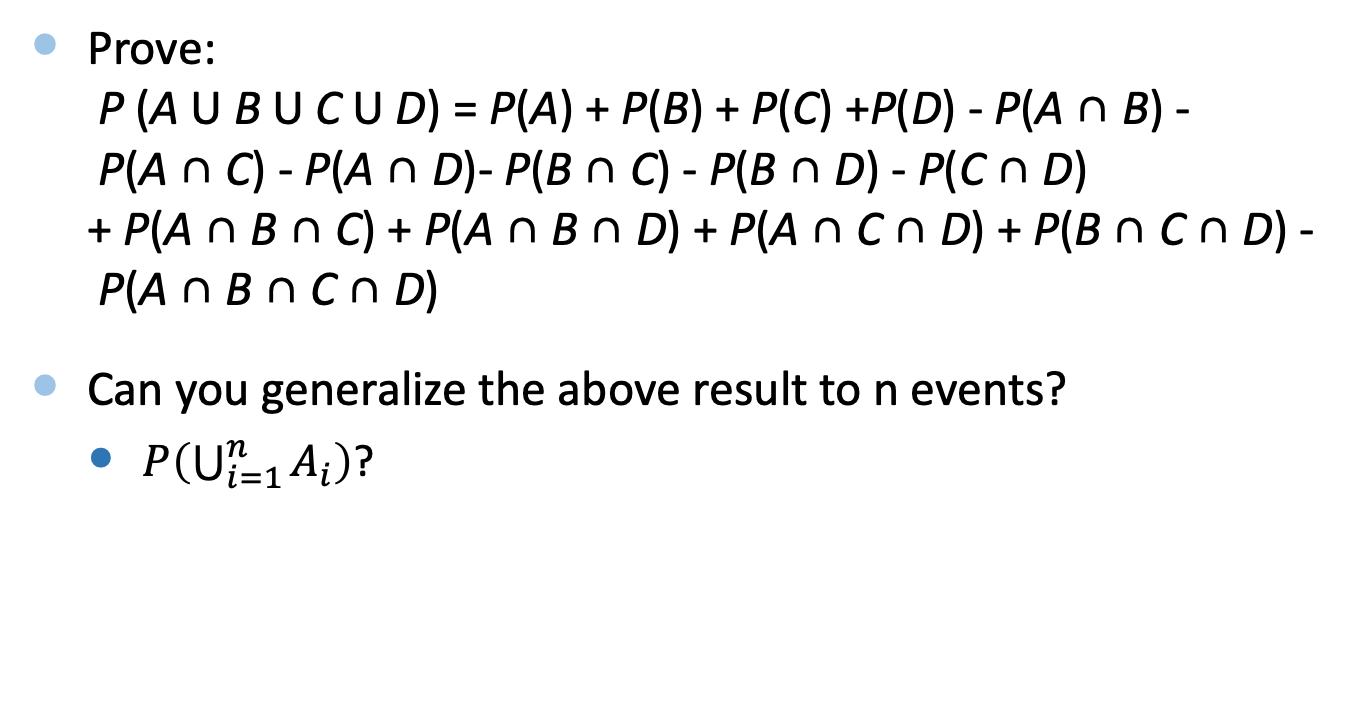 Prove:
P (A ∪ B ∪ C ∪ D) = P(A) + P(B) + P(C) +P(D) - P(A ∩ B) -
P(A ∩ C) - P(A ∩ D)- P(B ∩ C) - P(B ∩ D) - P(C ∩ D)
+ P(A ∩ B ∩ C) + P(A ∩ B ∩ D) + P(A ∩ C ∩ D) + P(B ∩ C ∩ D) -
P(A ∩ B ∩ C ∩ D)
Can you generalize the above result to n events?
P(⋃ⁿᵢ₌₁ Aᵢ)?